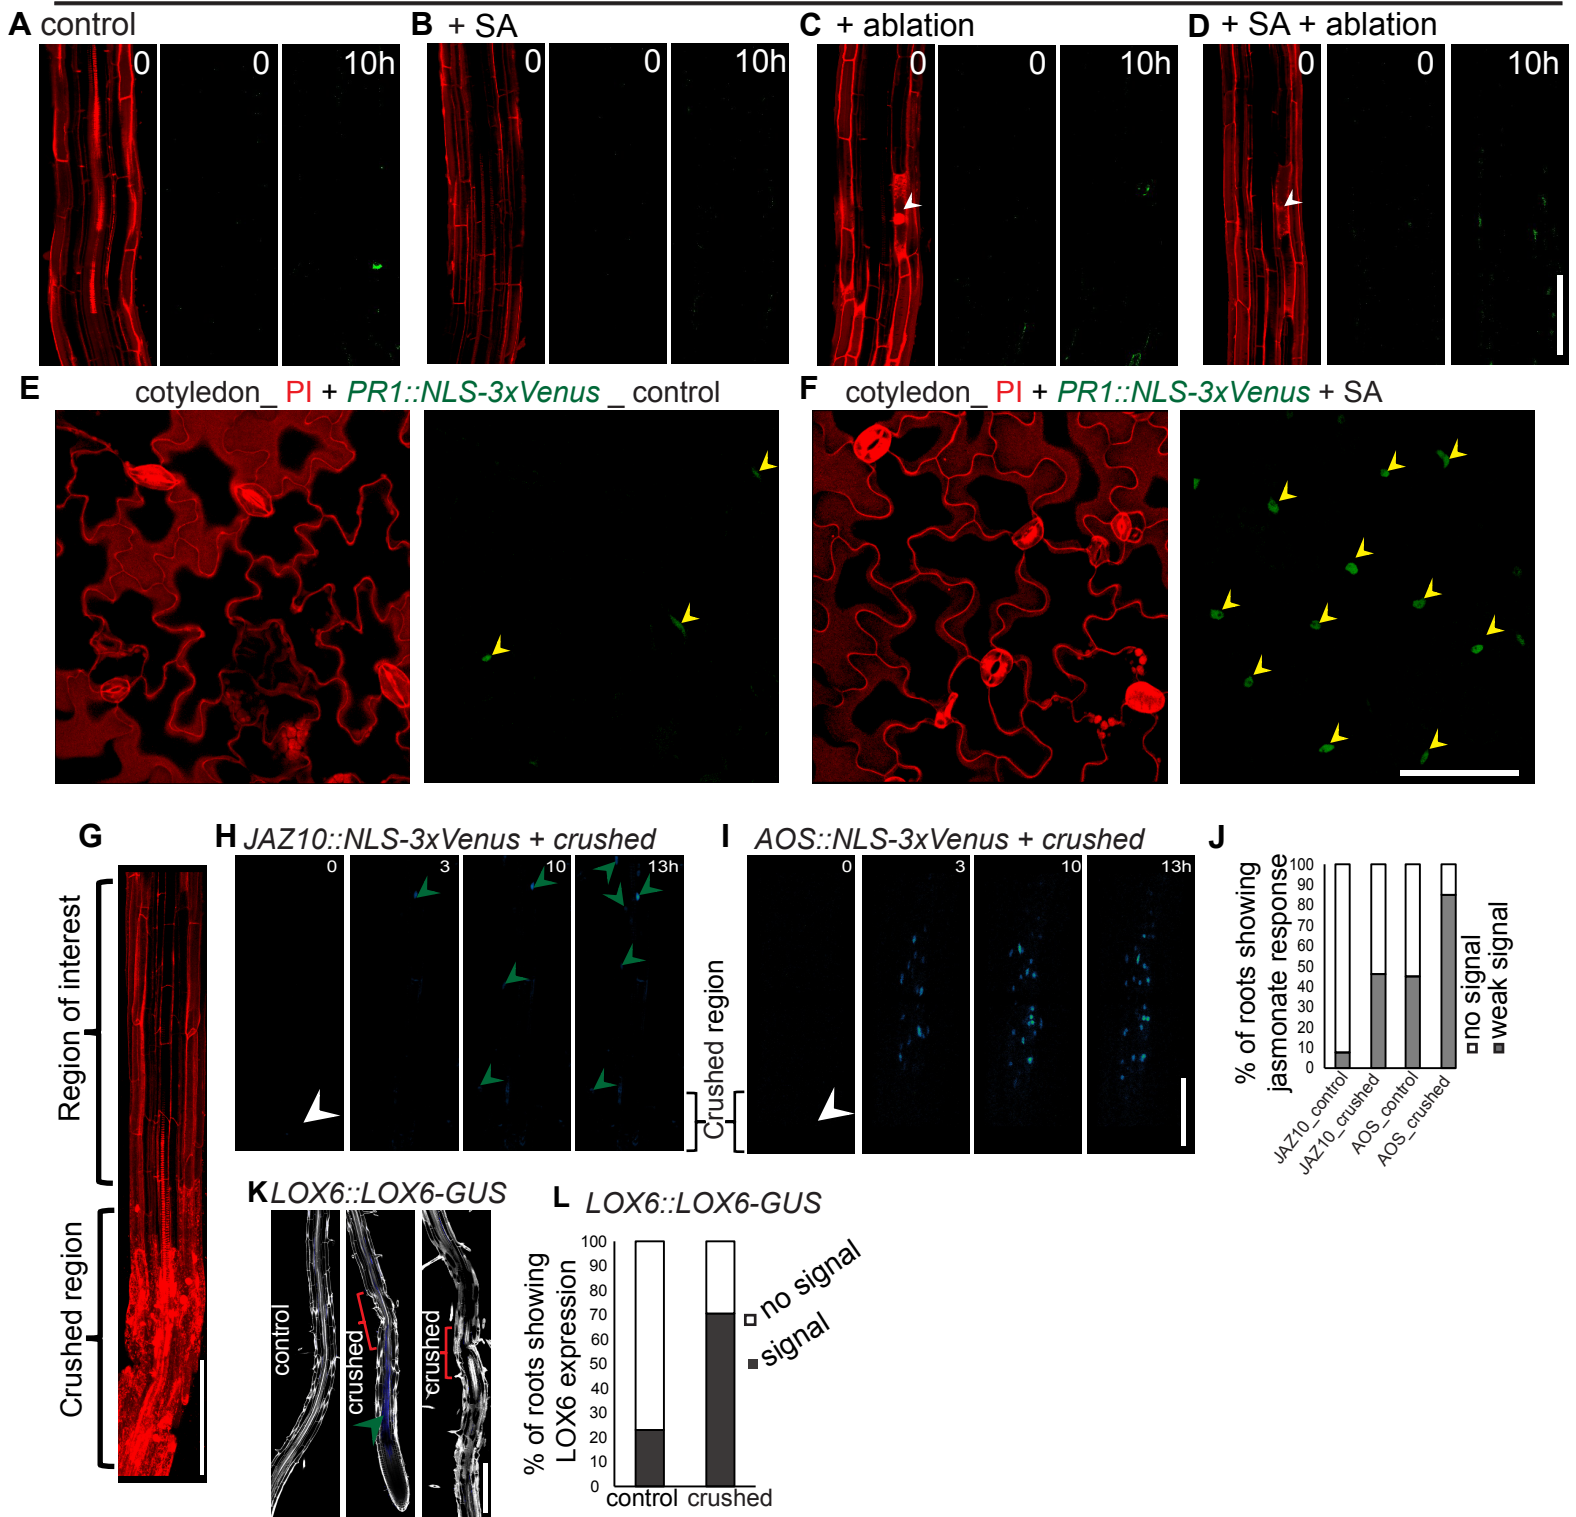 A control
B + SA
C + ablation
D + SA + ablation
0 0 10h
0 0 10h
0 0 10h
0 0 10h
E cotyledon_ PI + PR1::NLS-3xVenus _ control
F cotyledon_ PI + PR1::NLS-3xVenus + SA
G
Region of interest
Crushed region
H JAZ10::NLS-3xVenus + crushed
0 3 10 13h
Crushed region
I AOS::NLS-3xVenus + crushed
0 3 10 13h
J
% of roots showing
jasmonate response
100
90
80
70
60
50
40
30
20
10
0
JAZ10_control
JAZ10_crushed
AOS_control
AOS_crushed
no signal
weak signal
K LOX6::LOX6-GUS
control
crushed
crushed
L LOX6::LOX6-GUS
% of roots showing
LOX6 expression
100
90
80
70
60
50
40
30
20
10
0
control crushed
no signal
signal